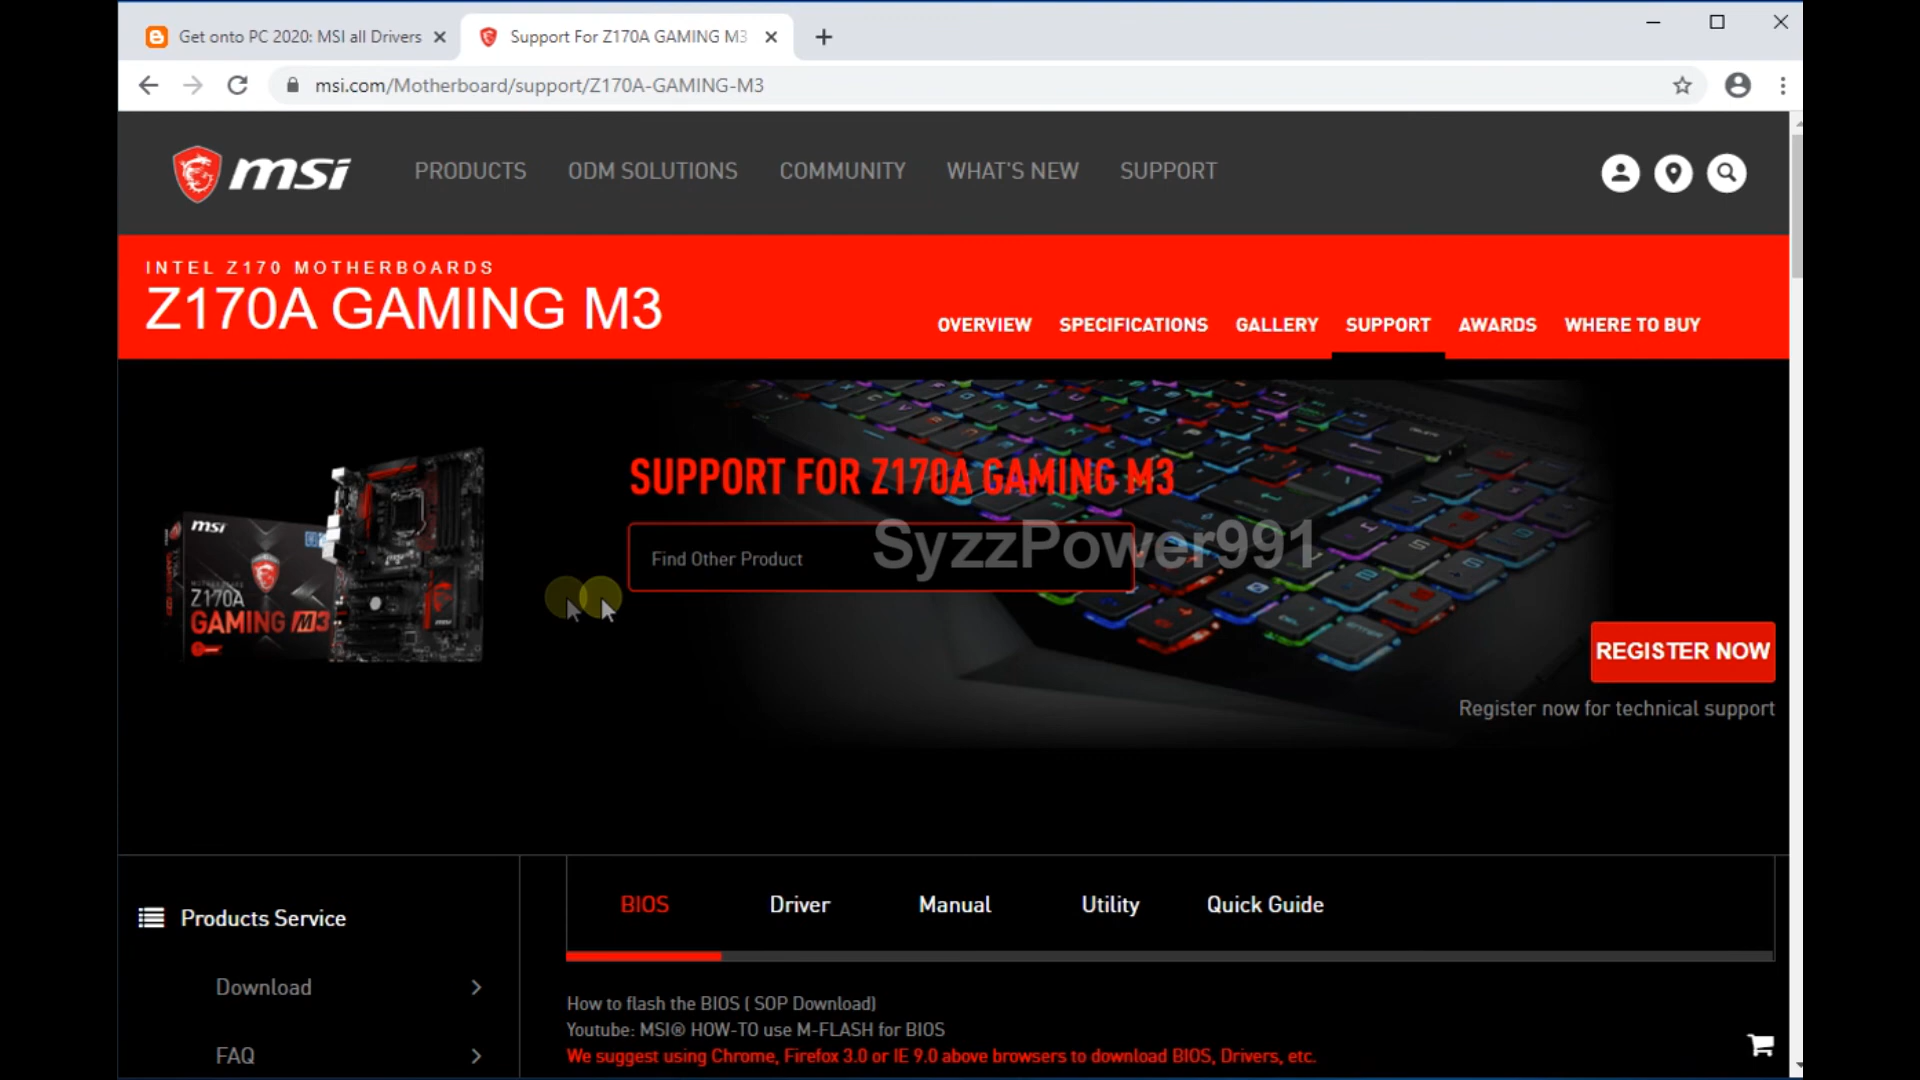 Get onto PC 2020: MSI all Drivers
Support For Z170A GAMING M3
msi.com/Motherboard/support/Z170A-GAMING-M3
msi
PRODUCTS
ODM SOLUTIONS
COMMUNITY
WHAT'S NEW
SUPPORT
INTEL Z170 MOTHERBOARDS
Z170A GAMING M3
OVERVIEW
SPECIFICATIONS
GALLERY
SUPPORT
AWARDS
WHERE TO BUY
msi
Z170A
GAMING M3
SUPPORT FOR Z170A GAMING M3
Find Other Product
SyzzPower991
REGISTER NOW
Register now for technical support
Products Service
Download
FAQ
BIOS
Driver
Manual
Utility
Quick Guide
How to flash the BIOS ( SOP Download)
Youtube: MSI® HOW-TO use M-FLASH for BIOS
We suggest using Chrome, Firefox 3.0 or IE 9.0 above browsers to download BIOS, Drivers, etc.